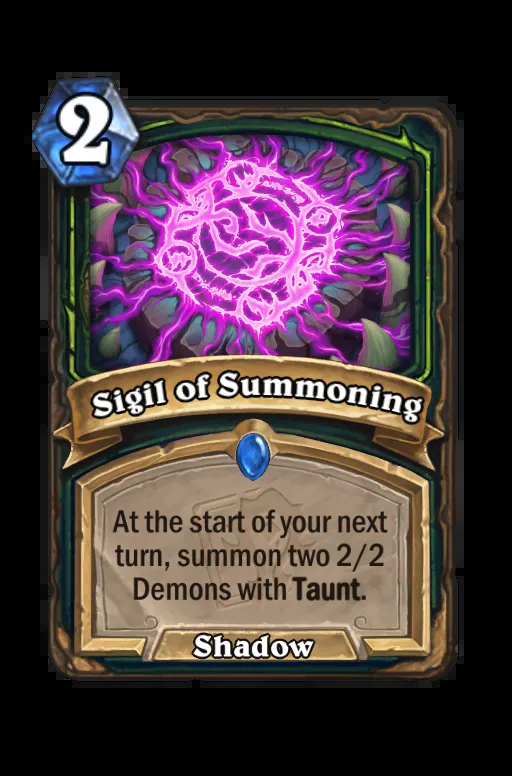 2
Sigil of Summoning
At the start of your next
turn, summon two 2/2
Demons with Taunt.
Shadow